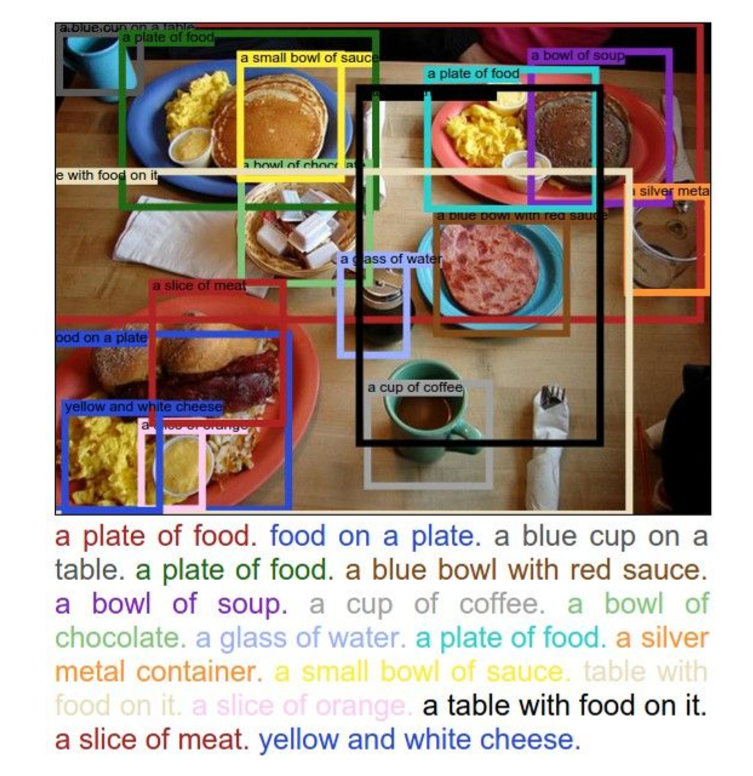 a blue cup on a table
a plate of food
a small bowl of sauce
a bowl of soup
a plate of food
a bowl of chocolate
e with food on it
a silver meta
a blue bowl with red sauce
a glass of water
a slice of meat
ood on a plate
a cup of coffee
yellow and white cheese
a slice of orange
a plate of food. food on a plate. a blue cup on a
table. a plate of food. a blue bowl with red sauce.
a bowl of soup. a cup of coffee. a bowl of
chocolate. a glass of water. a plate of food. a silver
metal container. a small bowl of sauce. table with
food on it. a slice of orange. a table with food on it.
a slice of meat. yellow and white cheese.